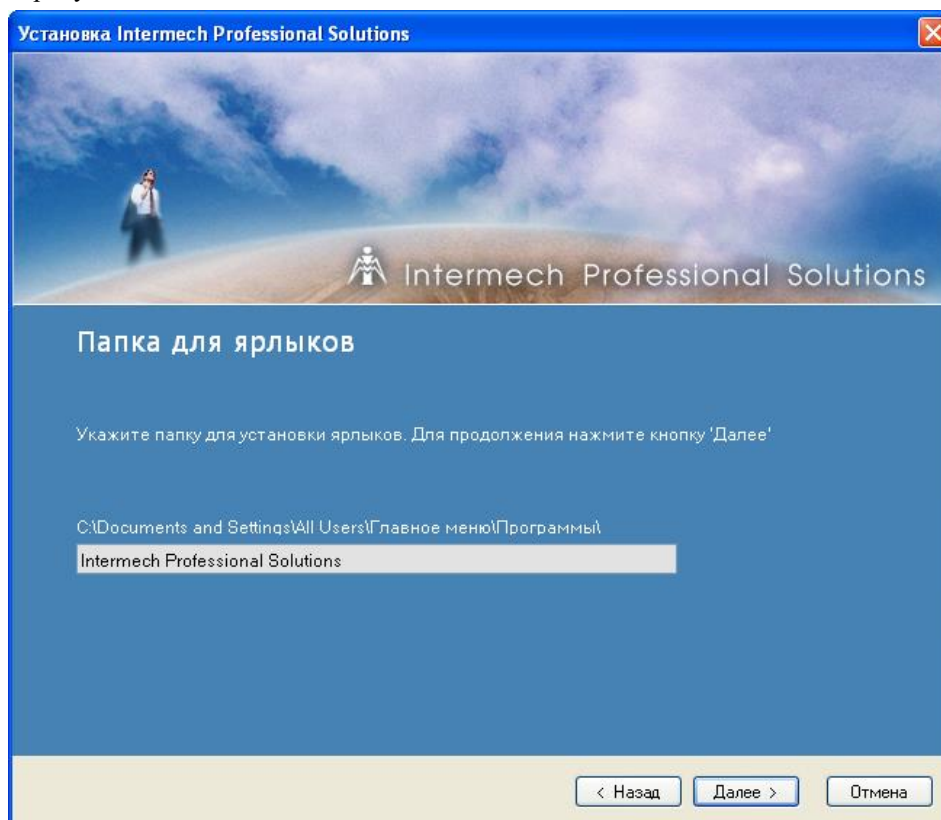 Установка Intermech Professional Solutions
Intermech Professional Solutions
Папка для ярлыков
Укажите папку для установки ярлыков. Для продолжения нажмите кнопку 'Далее'
C:\Documents and Settings\All Users\Главное меню\Программы\
Intermech Professional Solutions
< Назад Далее > Отмена